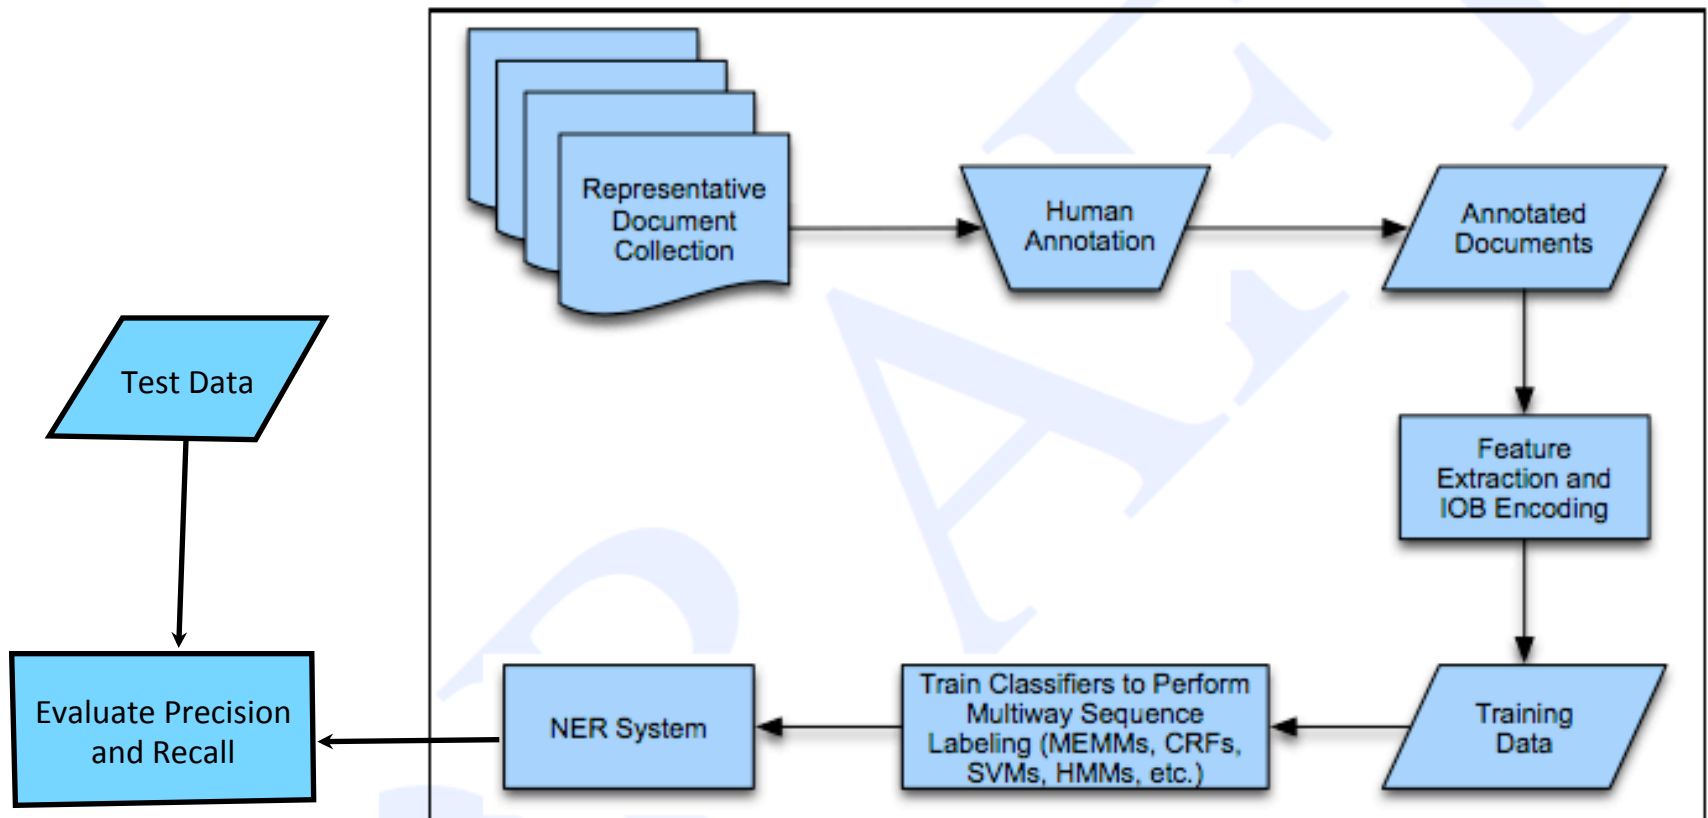 Representative
Document
Collection
Human
Annotation
Annotated
Documents
Test Data
Feature
Extraction and
IOB Encoding
Evaluate Precision
and Recall
NER System
Train Classifiers to Perform
Multiway Sequence
Labeling (MEMMs, CRFs,
SVMs, HMMs, etc.)
Training
Data